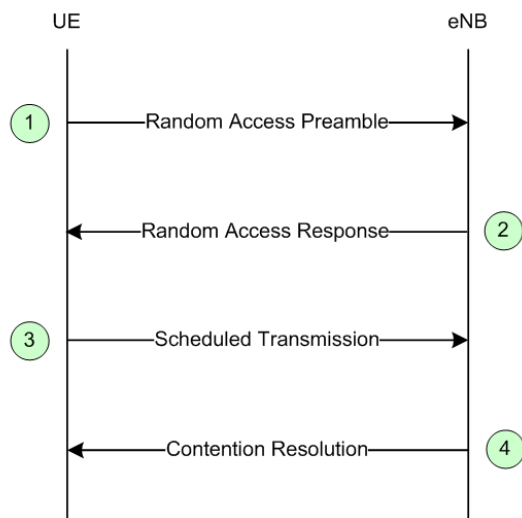 UE
eNB
1
Random Access Preamble
Random Access Response
2
3
Scheduled Transmission
Contention Resolution
4